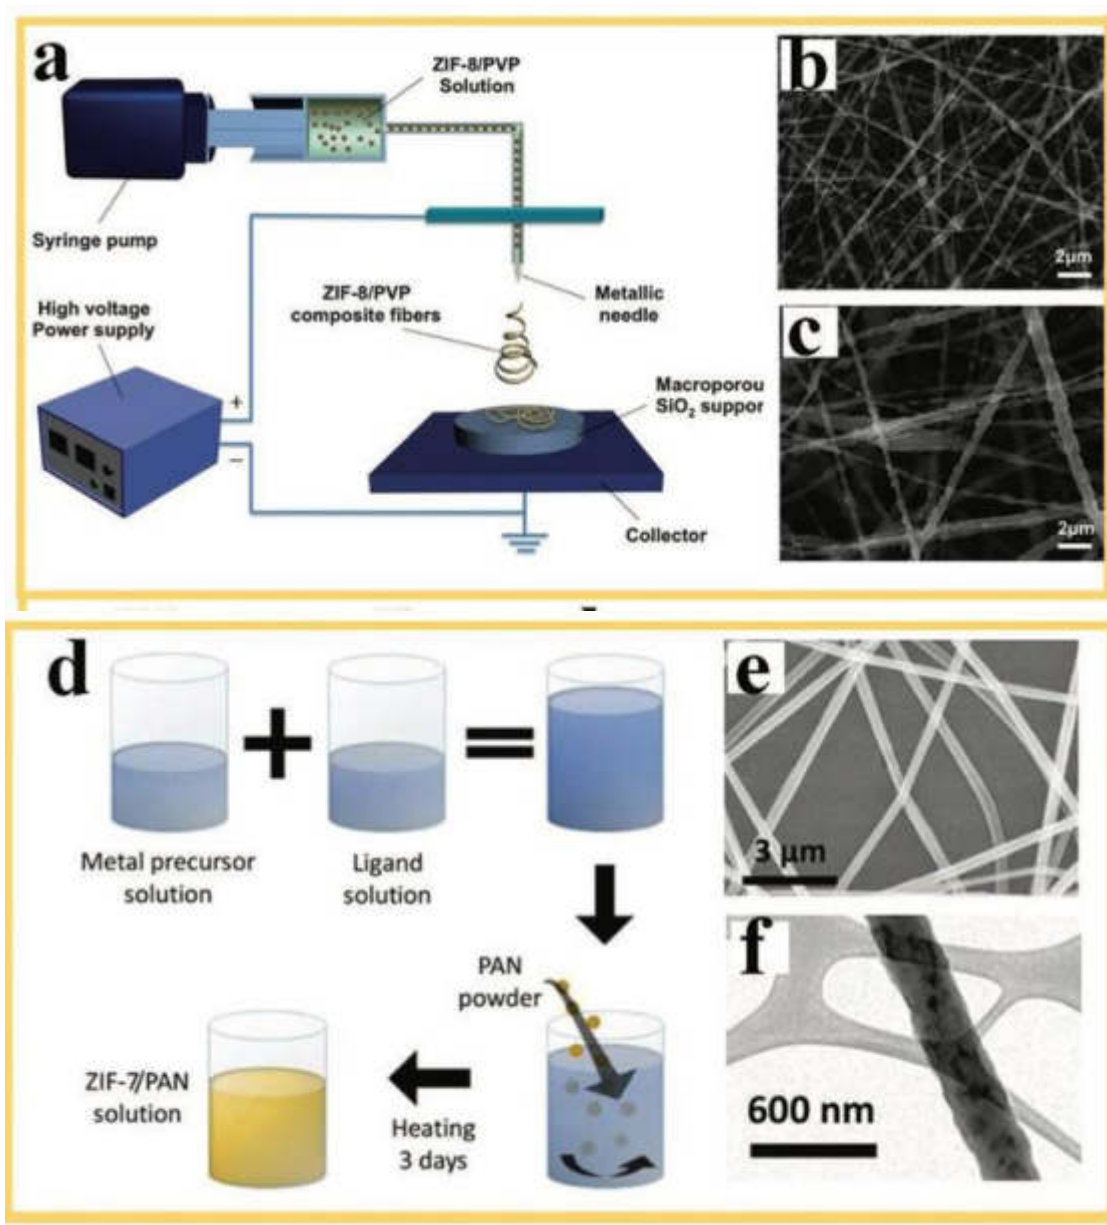 a
ZIF-8/PVP
Solution
Syringe pump
High voltage
Power supply
+
−
ZIF-8/PVP
composite fibers
Metallic
needle
Macroporou
SiO₂ suppor
Collector
b
2μm
c
2μm
d
+
=
Metal precursor
solution
Ligand
solution
PAN
powder
ZIF-7/PAN
solution
Heating
3 days
e
3 μm
f
600 nm